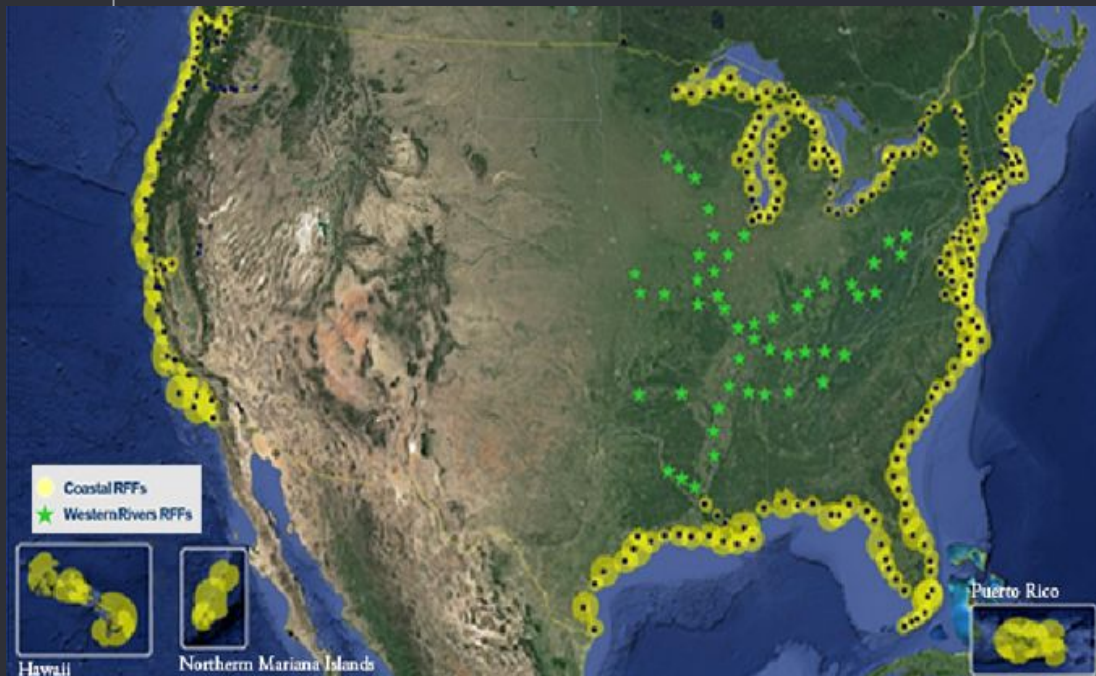 Coastal RFFs
Western Rivers RFFs
Hawaii
Northern Mariana Islands
Puerto Rico